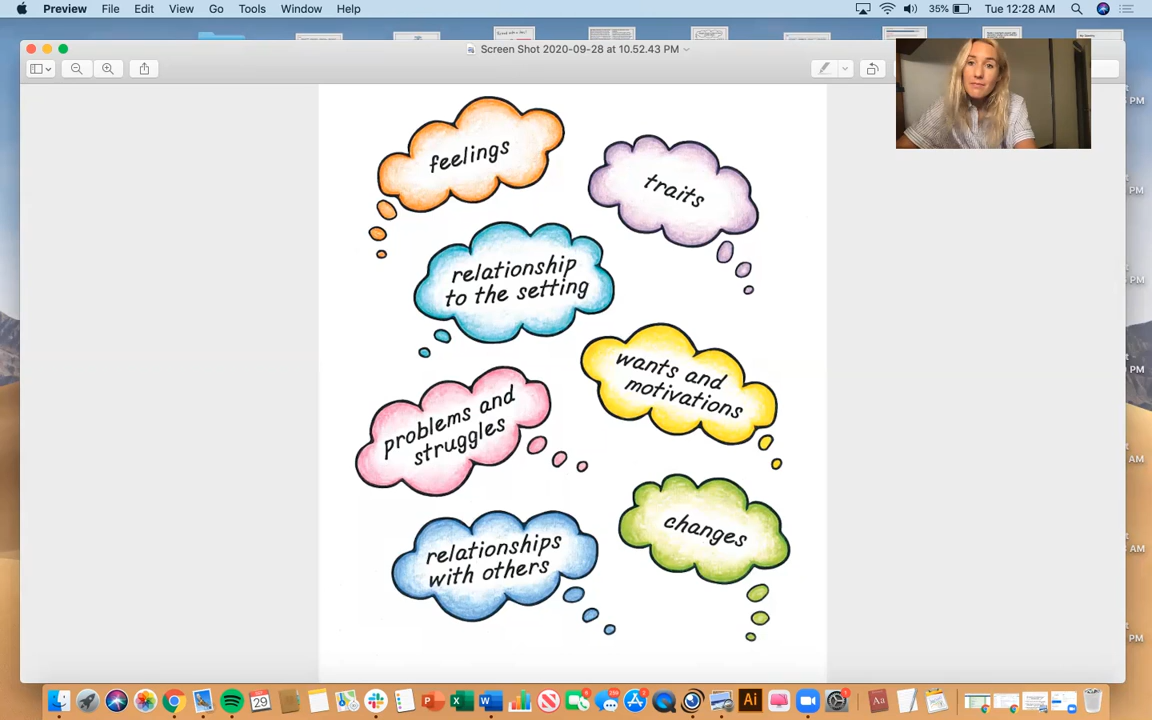 Preview File Edit View Go Tools Window Help 35% Tue 12:28 AM
Screen Shot 2020-09-28 at 10.52.43 PM
feelings
traits
relationship
to the setting
wants and
motivations
problems and
struggles
changes
relationships
with others